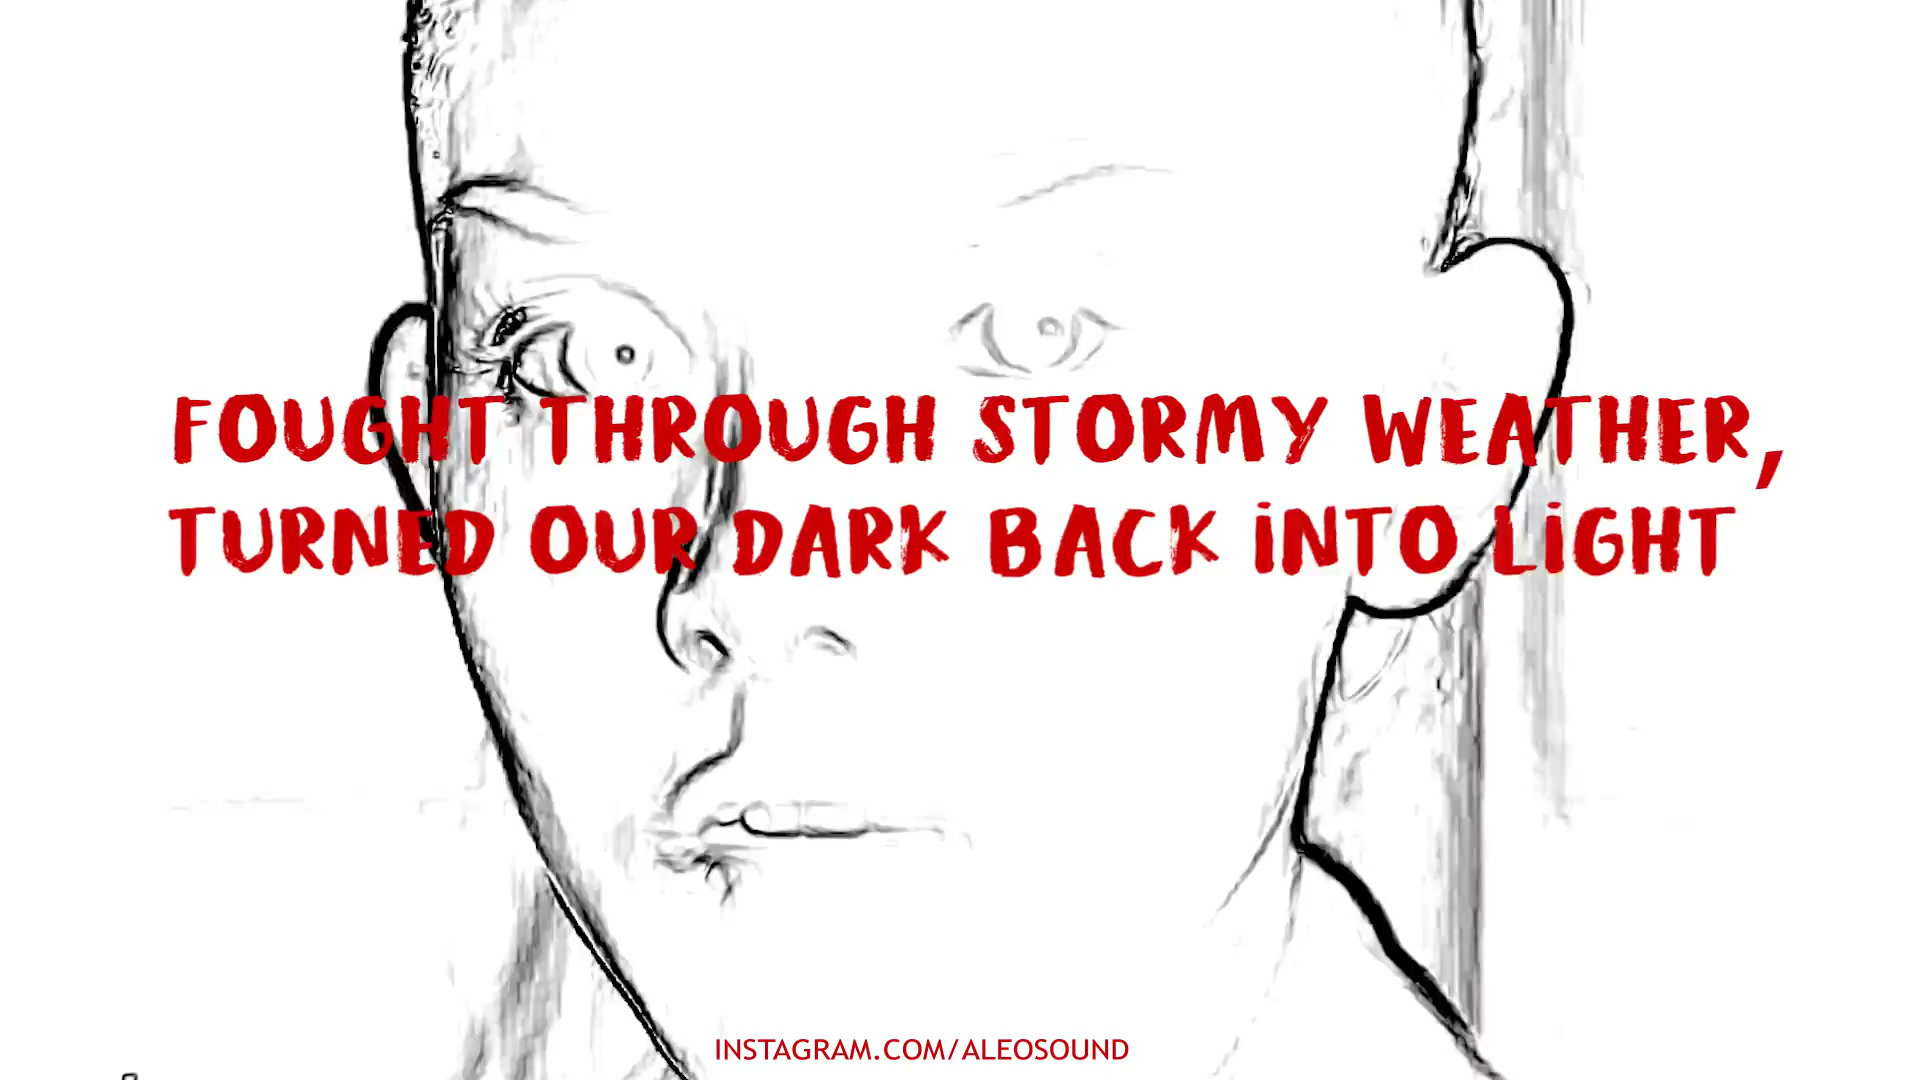 FOUGHT THROUGH STORMY WEATHER,
TURNED OUR DARK BACK INTO LIGHT
INSTAGRAM.COM/ALEOSOUND